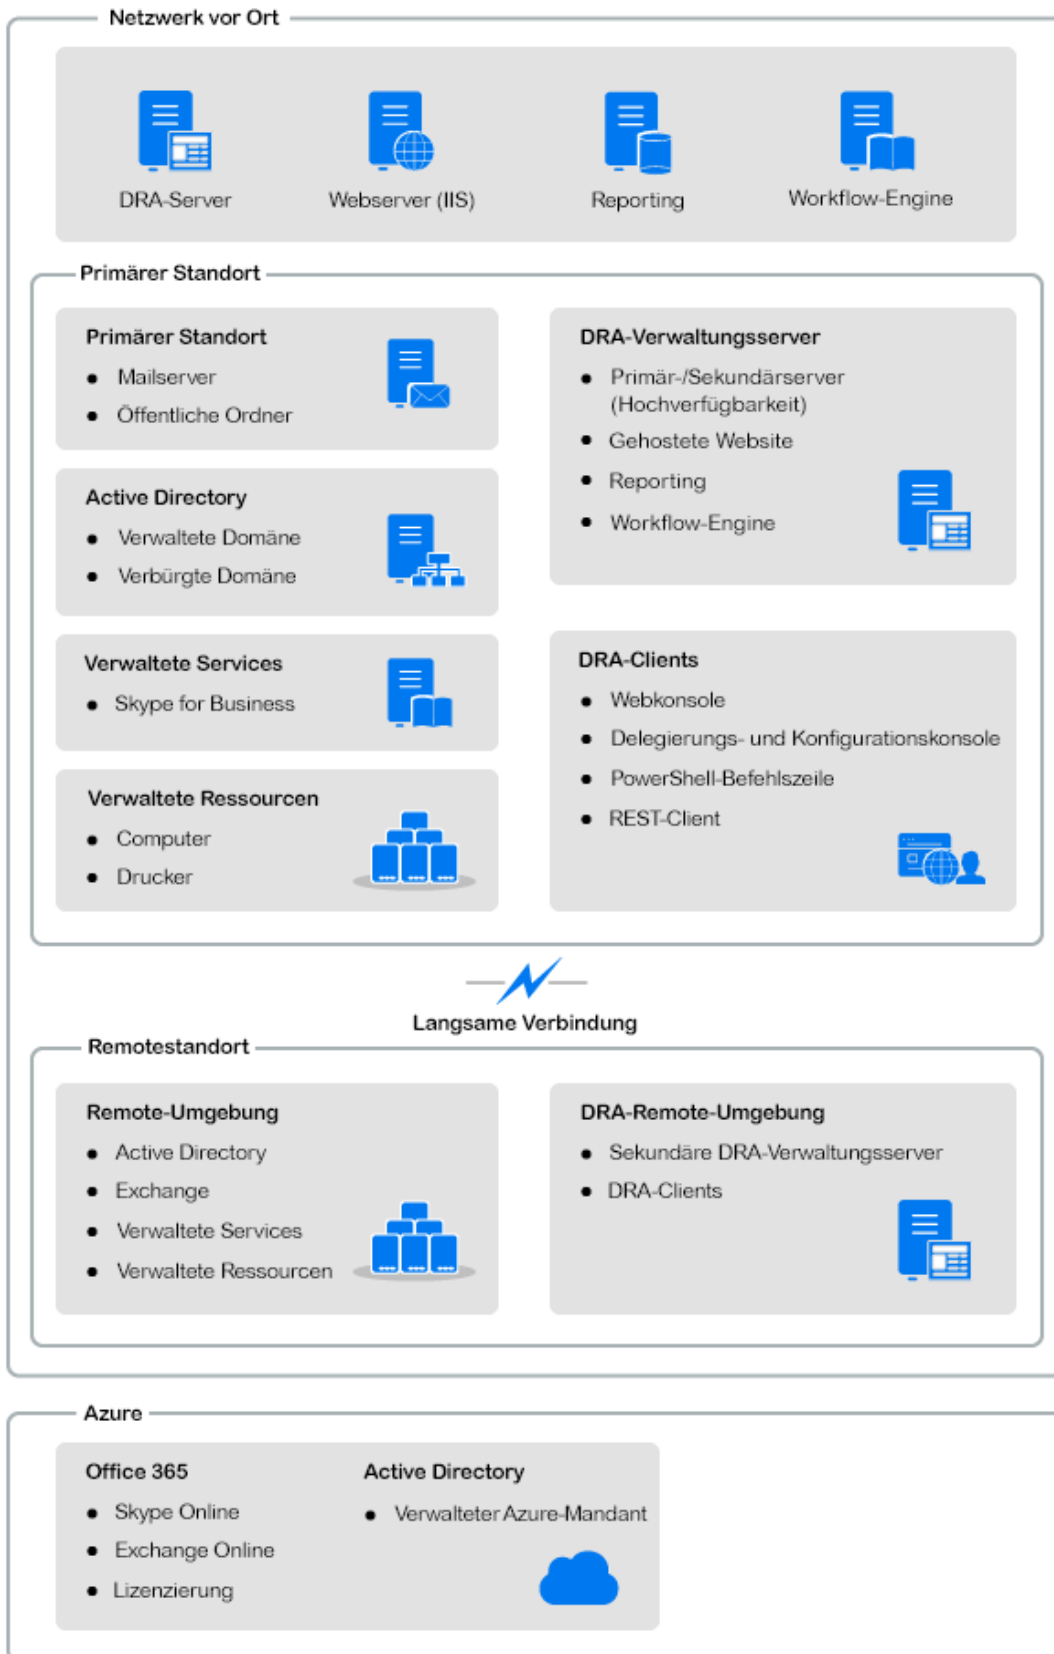 Netzwerk vor Ort
DRA-Server
Webserver (IIS)
Reporting
Workflow-Engine
Primärer Standort
Primärer Standort
Mailserver
Öffentliche Ordner
Active Directory
Verwaltete Domäne
Verbürgte Domäne
Verwaltete Services
Skype for Business
Verwaltete Ressourcen
Computer
Drucker
DRA-Verwaltungsserver
Primär-/Sekundärserver
(Hochverfügbarkeit)
Gehostete Website
Reporting
Workflow-Engine
DRA-Clients
Webkonsole
Delegierungs- und Konfigurationskonsole
PowerShell-Befehlszeile
REST-Client
Langsame Verbindung
Remotestandort
Remote-Umgebung
Active Directory
Exchange
Verwaltete Services
Verwaltete Ressourcen
DRA-Remote-Umgebung
Sekundäre DRA-Verwaltungsserver
DRA-Clients
Azure
Office 365
Skype Online
Exchange Online
Lizenzierung
Active Directory
Verwalteter Azure-Mandant